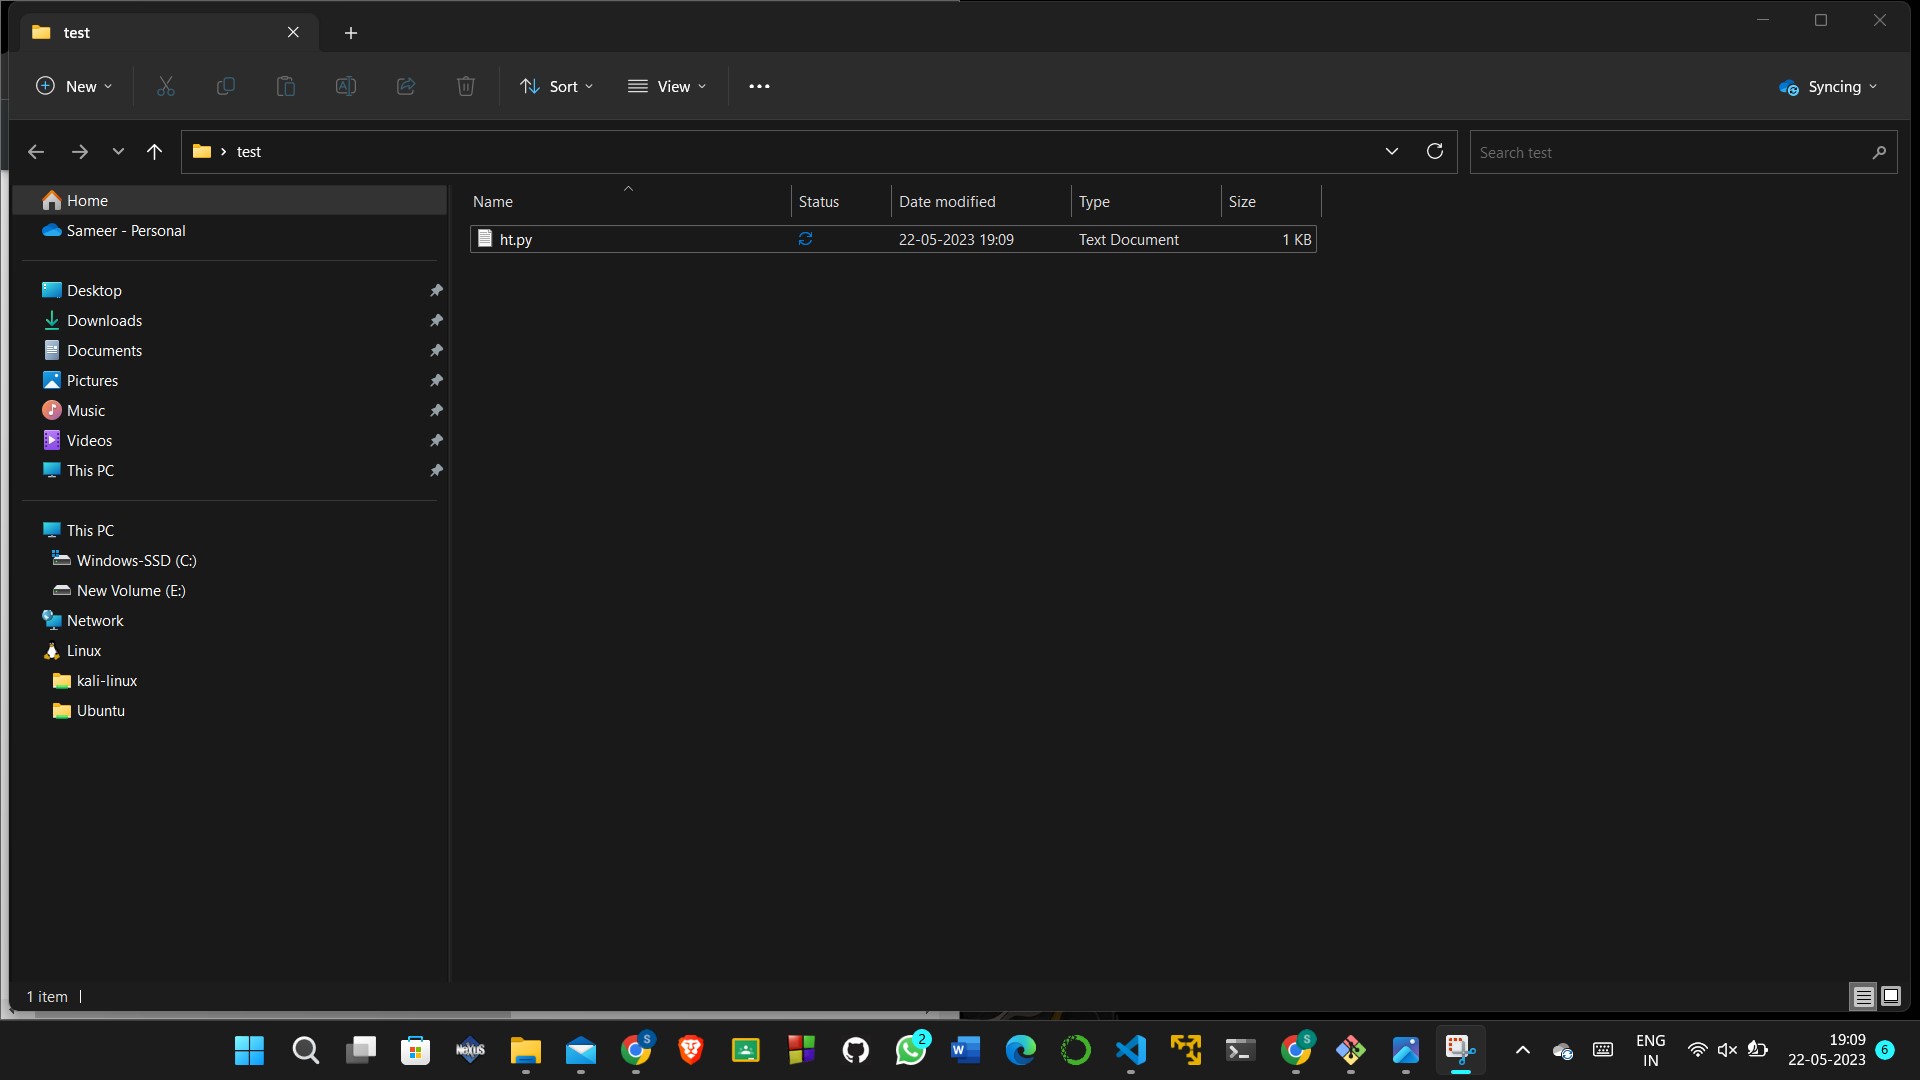 test
New
Sort
View
Syncing
test
Search test
Home
Sameer - Personal
Desktop
Downloads
Documents
Pictures
Music
Videos
This PC
This PC
Windows-SSD (C:)
New Volume (E:)
Network
Linux
kali-linux
Ubuntu
Name Status Date modified Type Size
ht.py 22-05-2023 19:09 Text Document 1 KB
1 item
NexUS
S
2
S
ENG
IN
19:09
22-05-2023
6